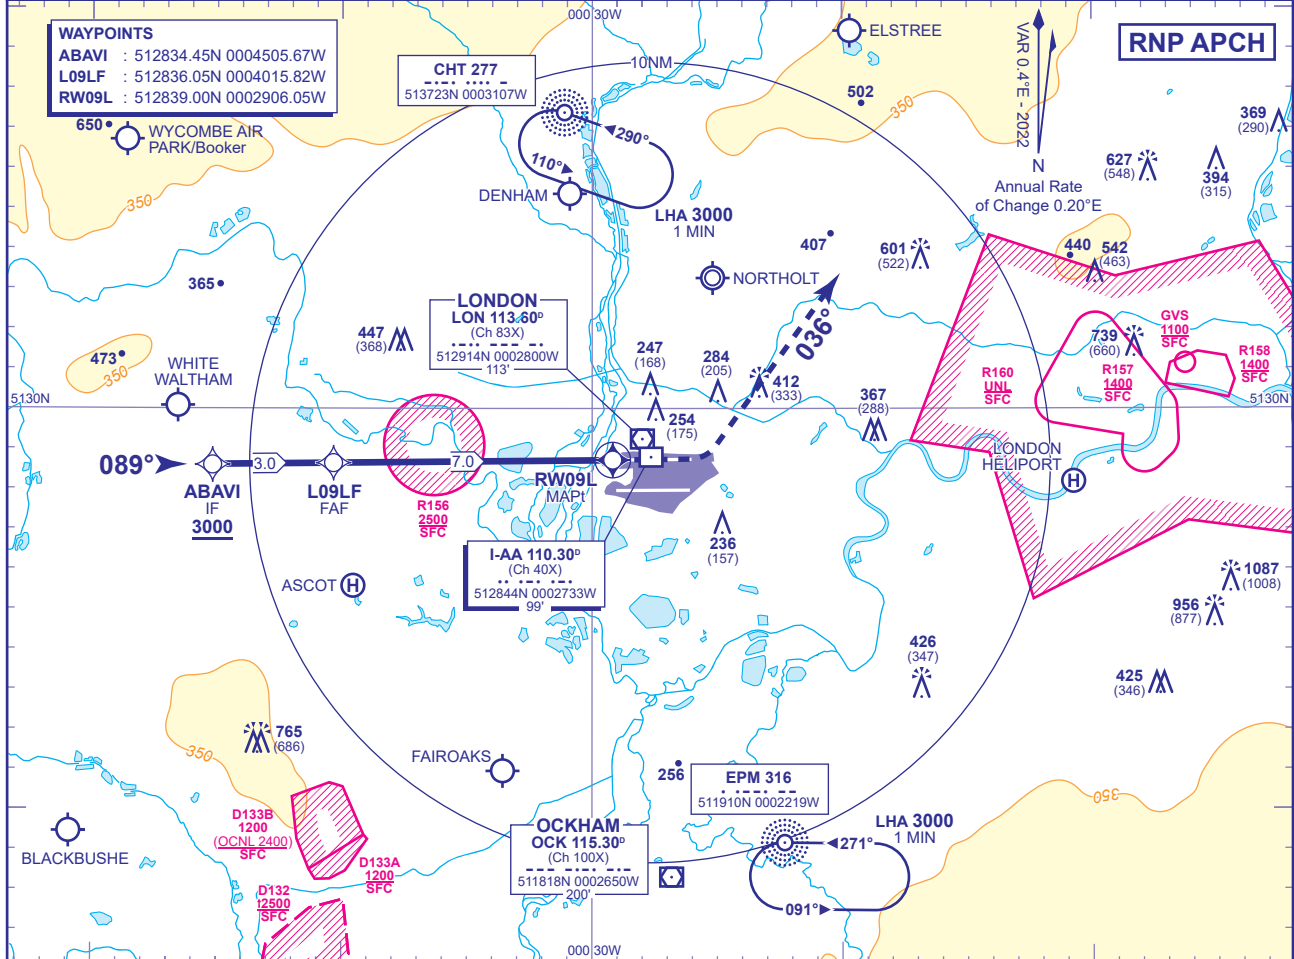 000 30W
WAYPOINTS
ABAVI : 512834.45N 0004505.67W
L09LF : 512836.05N 0004015.82W
RW09L : 512839.00N 0002906.05W
RNP APCH
ELSTREE
VAR 0.4°E - 2022
N
Annual Rate
of Change 0.20°E
10NM
CHT 277
513723N 0003107W
502
350
369
(290)
650
WYCOMBE AIR
PARK/Booker
290°
110°
DENHAM
627
(548)
394
(315)
350
LHA 3000
1 MIN
407
601
(522)
440
542
(463)
365
NORTHOLT
LONDON
LON 113.60D
(Ch 83X)
512914N 0002800W
113'
036°
447
(368)
GVS
1100
SFC
739
(660)
473
350
WHITE
WALTHAM
247
(168)
284
(205)
412
(333)
R160
UNL
SFC
R157
1400
SFC
R158
1400
SFC
367
(288)
5130N
5130N
254
(175)
LONDON
HELIPORT
H
089°
3.0
7.0
ABAVI
IF
3000
L09LF
FAF
RW09L
MAPt
R156
2500
SFC
236
(157)
I-AA 110.30D
(Ch 40X)
512844N 0002733W
99'
ASCOT
H
1087
(1008)
956
(877)
426
(347)
425
(346)
765
(686)
350
FAIROAKS
256
EPM 316
511910N 0002219W
350
D133B
1200
(OCNL 2400)
SFC
BLACKBUSHE
OCKHAM
OCK 115.30D
(Ch 100X)
511818N 0002650W
200'
LHA 3000
1 MIN
271°
091°
D133A
1200
SFC
D132
2500
SFC
000 30W